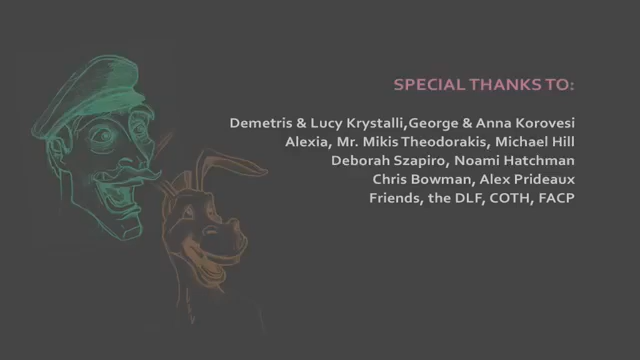 SPECIAL THANKS TO:
Demetris & Lucy Krystalli,George & Anna Korovesi
Alexia, Mr. Mikis Theodorakis, Michael Hill
Deborah Szapiro, Noami Hatchman
Chris Bowman, Alex Prideaux
Friends, the DLF, COTH, FACP